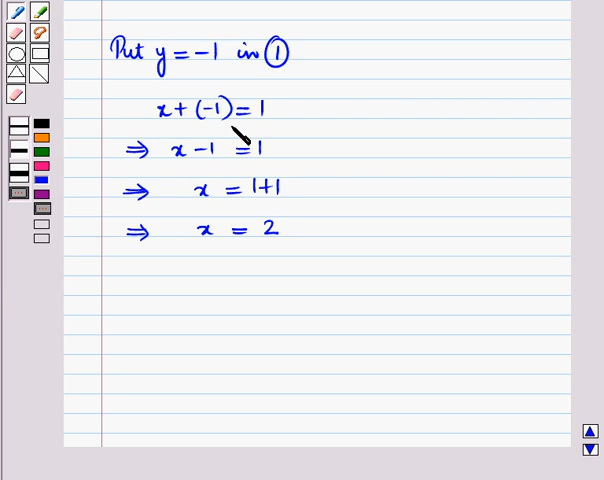 Put y = -1 in ①
x + (-1) = 1
⇒ x - 1 = 1
⇒ x = 1+1
⇒ x = 2